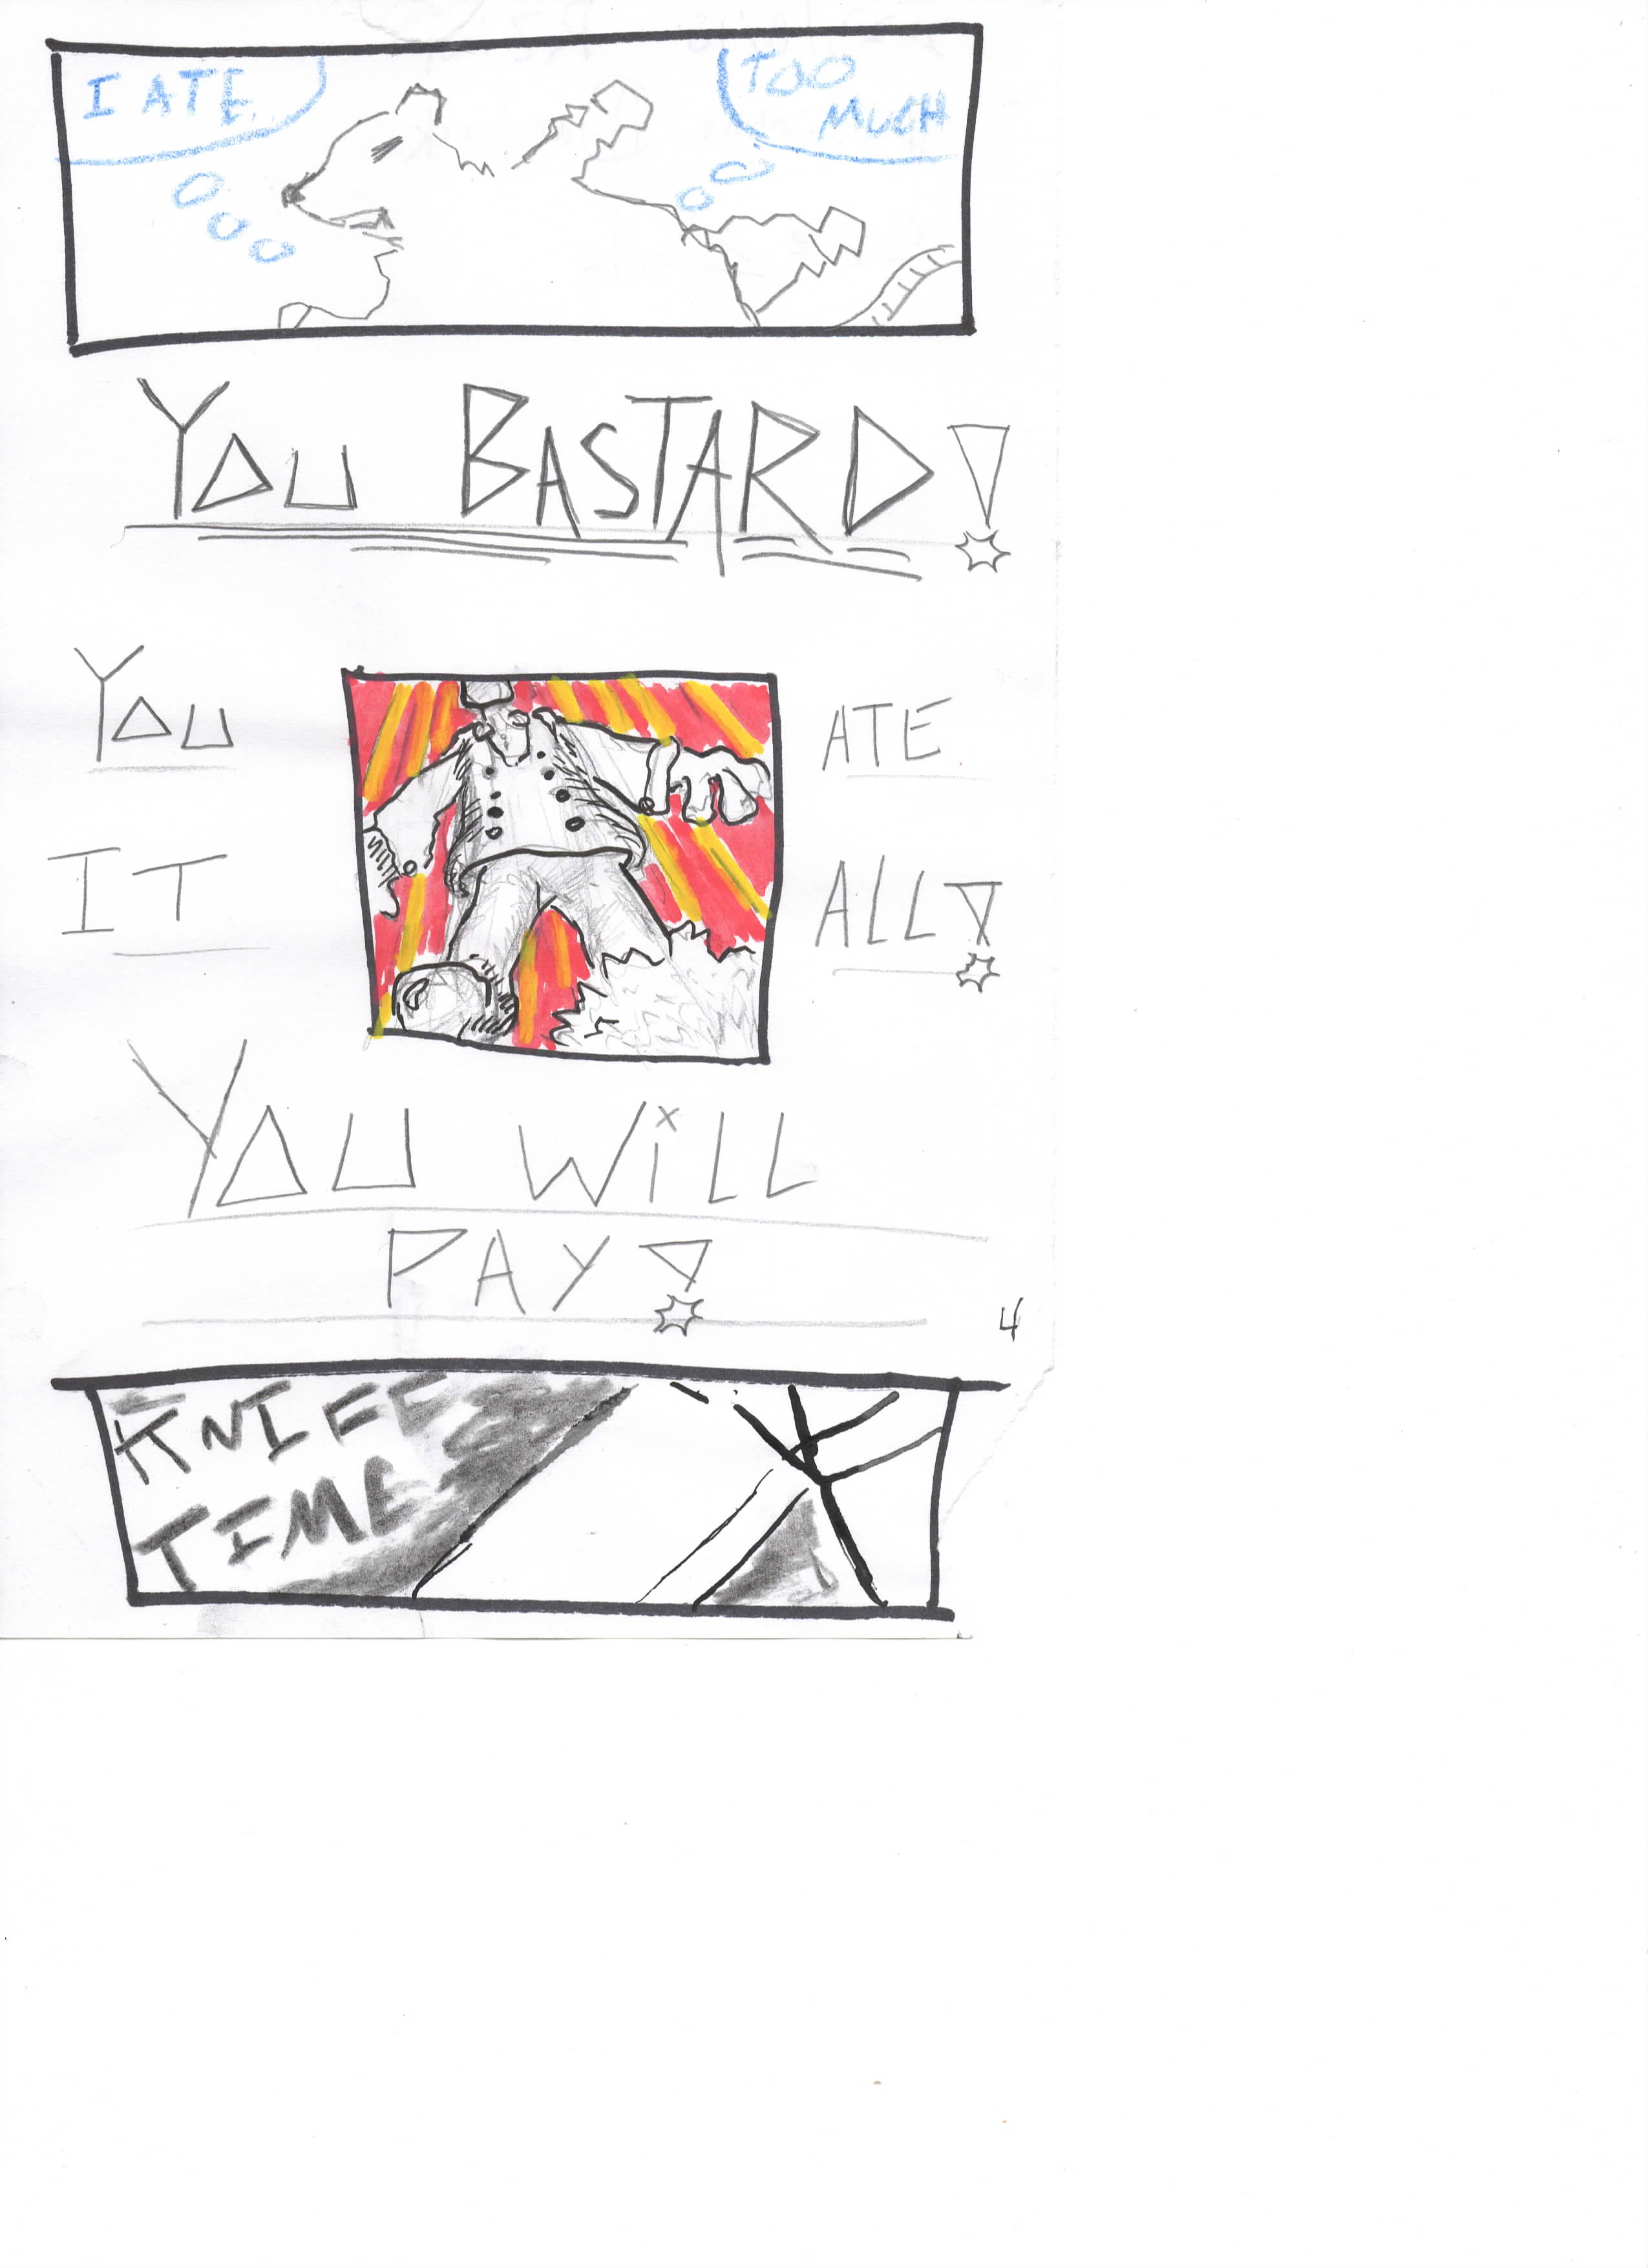 I ATE
TOO
MUCH
YOU BASTARD!
YOU
ATE
IT
ALL!
YOU WiLL
PAY!
4
KNIFE
TIME